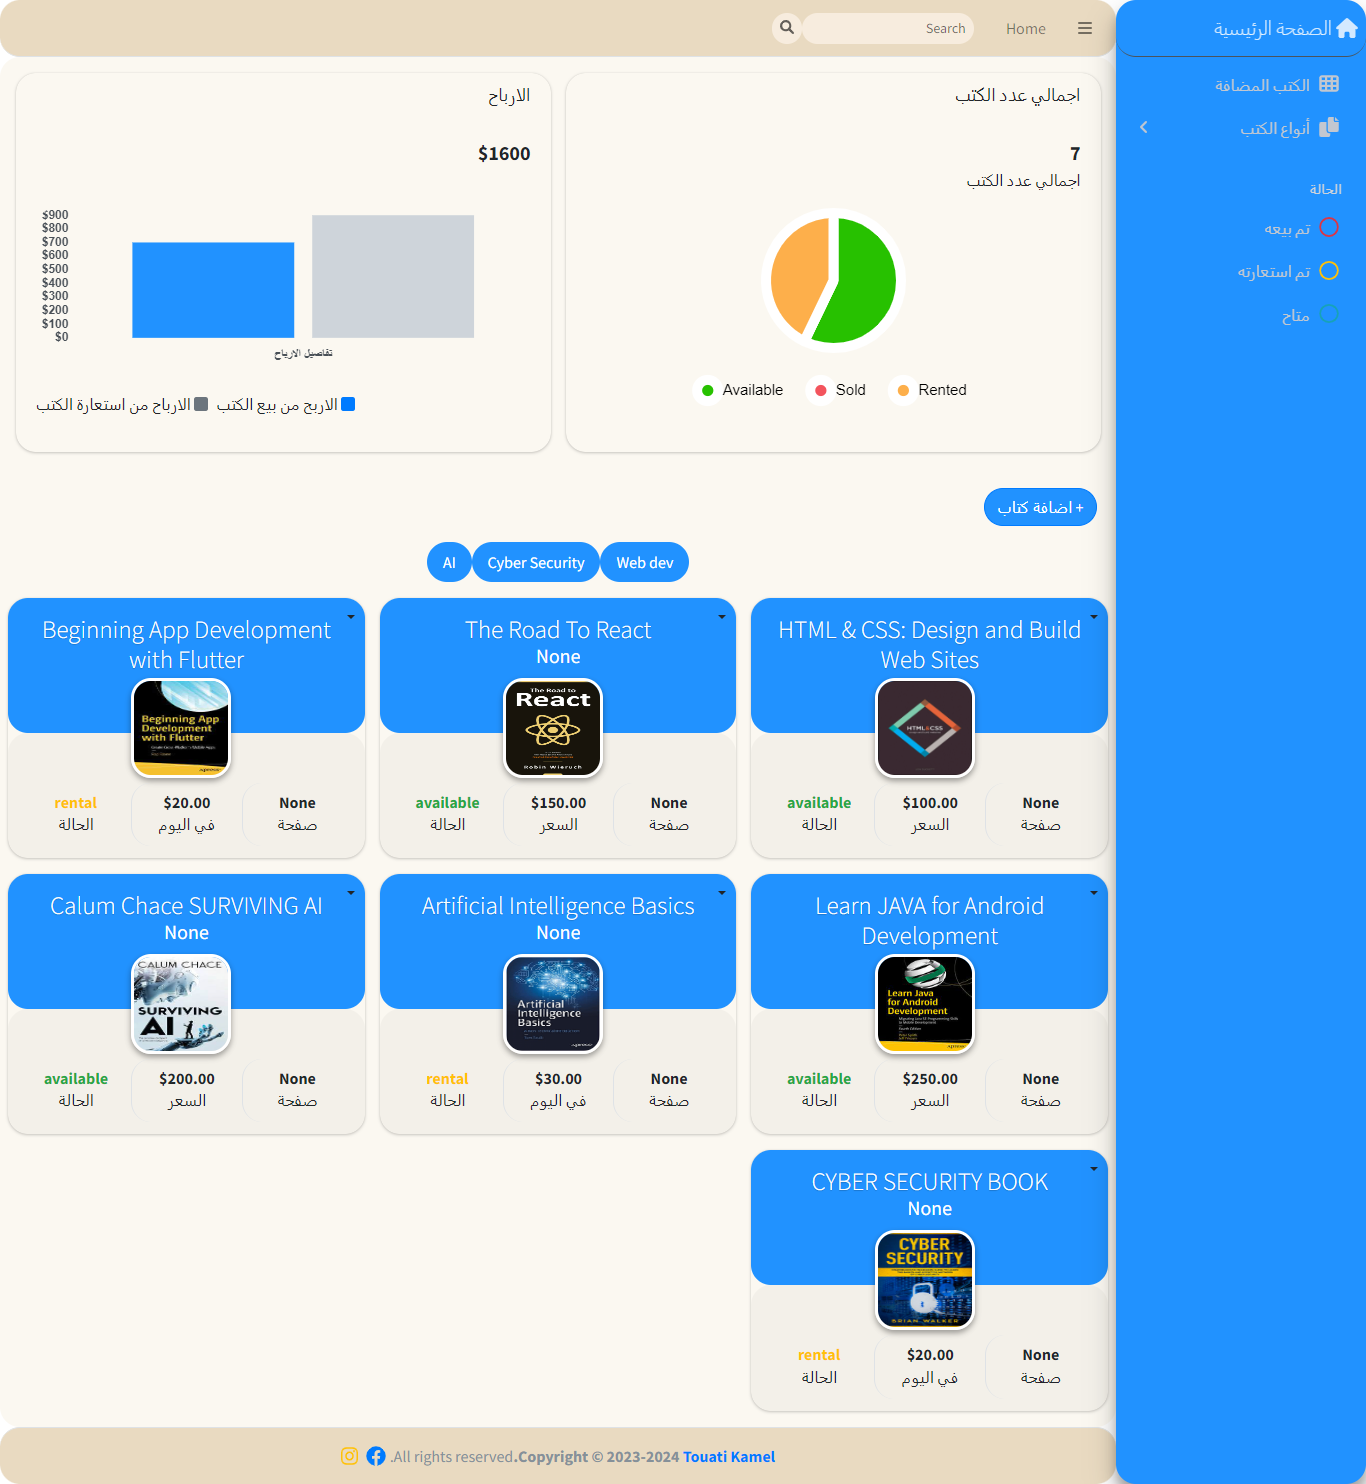 الصفحة الرئيسية
الكتب المضافة
أنواع الكتب
الحالة
تم بيعه
تم استعارته
متاح
Home
Search
اجمالي عدد الكتب
7
اجمالي عدد الكتب
Available
Sold
Rented
الارباح
$1600
$900
$800
$700
$600
$500
$400
$300
$200
$100
$0
تفاصيل الارباح
الاربح من بيع الكتب
الارباح من استعارة الكتب
+ اضافة كتاب
Web dev
Cyber Security
AI
HTML & CSS: Design and Build
Web Sites
HTML&CSS
None
صفحة
$100.00
السعر
available
الحالة
The Road To React
None
The Road to
React
Robin Wieruch
None
صفحة
$150.00
السعر
available
الحالة
Beginning App Development
with Flutter
Beginning App
Development
with Flutter
Apress
None
صفحة
$20.00
في اليوم
rental
الحالة
Learn JAVA for Android
Development
Learn Java
for Android
Development
Apress
None
صفحة
$250.00
السعر
available
الحالة
Artificial Intelligence Basics
None
Artificial
Intelligence
Basics
Apress
None
صفحة
$30.00
في اليوم
rental
الحالة
Calum Chace SURVIVING AI
None
CALUM CHACE
SURVIVING
AI
None
صفحة
$200.00
السعر
available
الحالة
CYBER SECURITY BOOK
None
CYBER
SECURITY
BRIAN WALKER
None
صفحة
$20.00
في اليوم
rental
الحالة
.All rights reserved.Copyright © 2023-2024 Touati Kamel